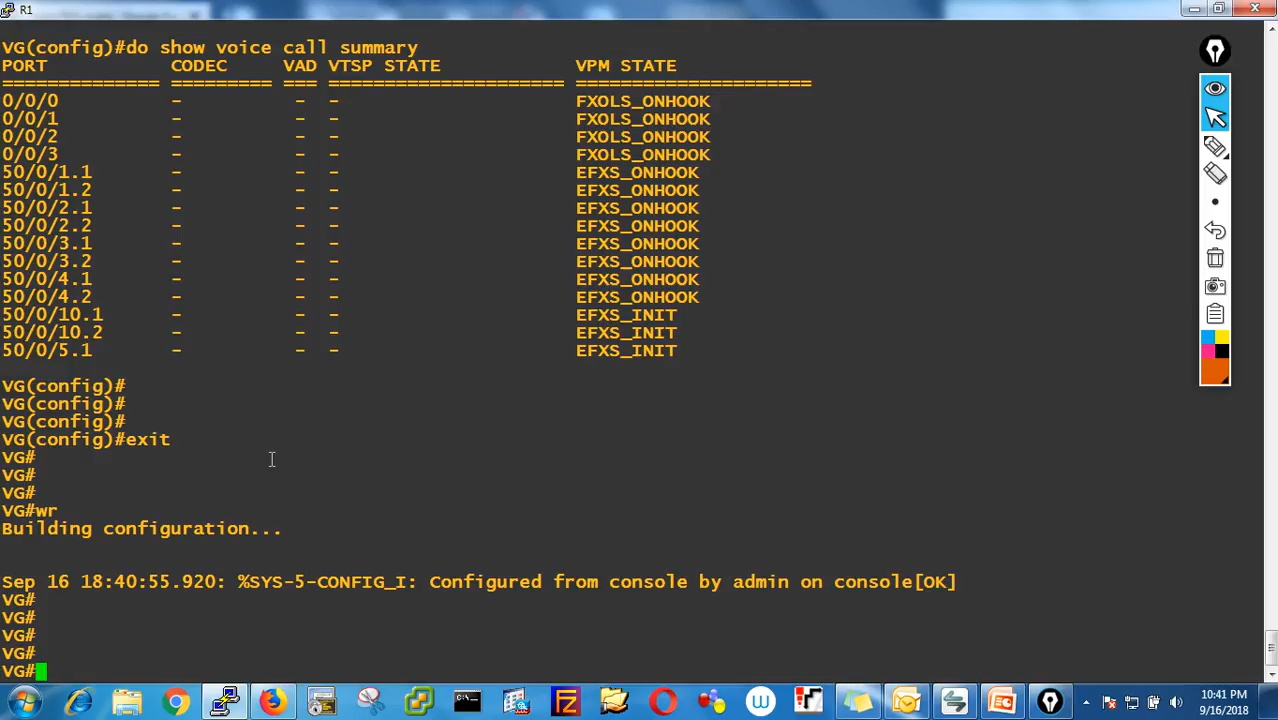 R1
VG(config)#do show voice call summary
PORT CODEC VAD VTSP STATE VPM STATE
============== ========= === ==================== ======================
0/0/0 - - - FXOLS_ONHOOK
0/0/1 - - - FXOLS_ONHOOK
0/0/2 - - - FXOLS_ONHOOK
0/0/3 - - - FXOLS_ONHOOK
50/0/1.1 - - - EFXS_ONHOOK
50/0/1.2 - - - EFXS_ONHOOK
50/0/2.1 - - - EFXS_ONHOOK
50/0/2.2 - - - EFXS_ONHOOK
50/0/3.1 - - - EFXS_ONHOOK
50/0/3.2 - - - EFXS_ONHOOK
50/0/4.1 - - - EFXS_ONHOOK
50/0/4.2 - - - EFXS_ONHOOK
50/0/10.1 - - - EFXS_INIT
50/0/10.2 - - - EFXS_INIT
50/0/5.1 - - - EFXS_INIT
VG(config)#
VG(config)#
VG(config)#
VG(config)#exit
VG#
VG#
VG#
VG#wr
Building configuration...
Sep 16 18:40:55.920: %SYS-5-CONFIG_I: Configured from console by admin on console[OK]
VG#
VG#
VG#
VG#
VG#
10:41 PM
9/16/2018